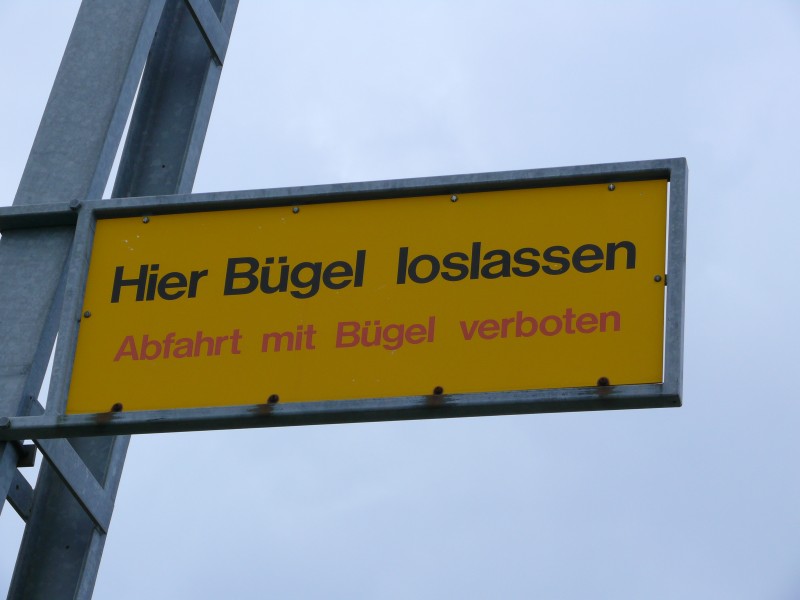 Hier Bügel loslassen
Abfahrt mit Bügel verboten